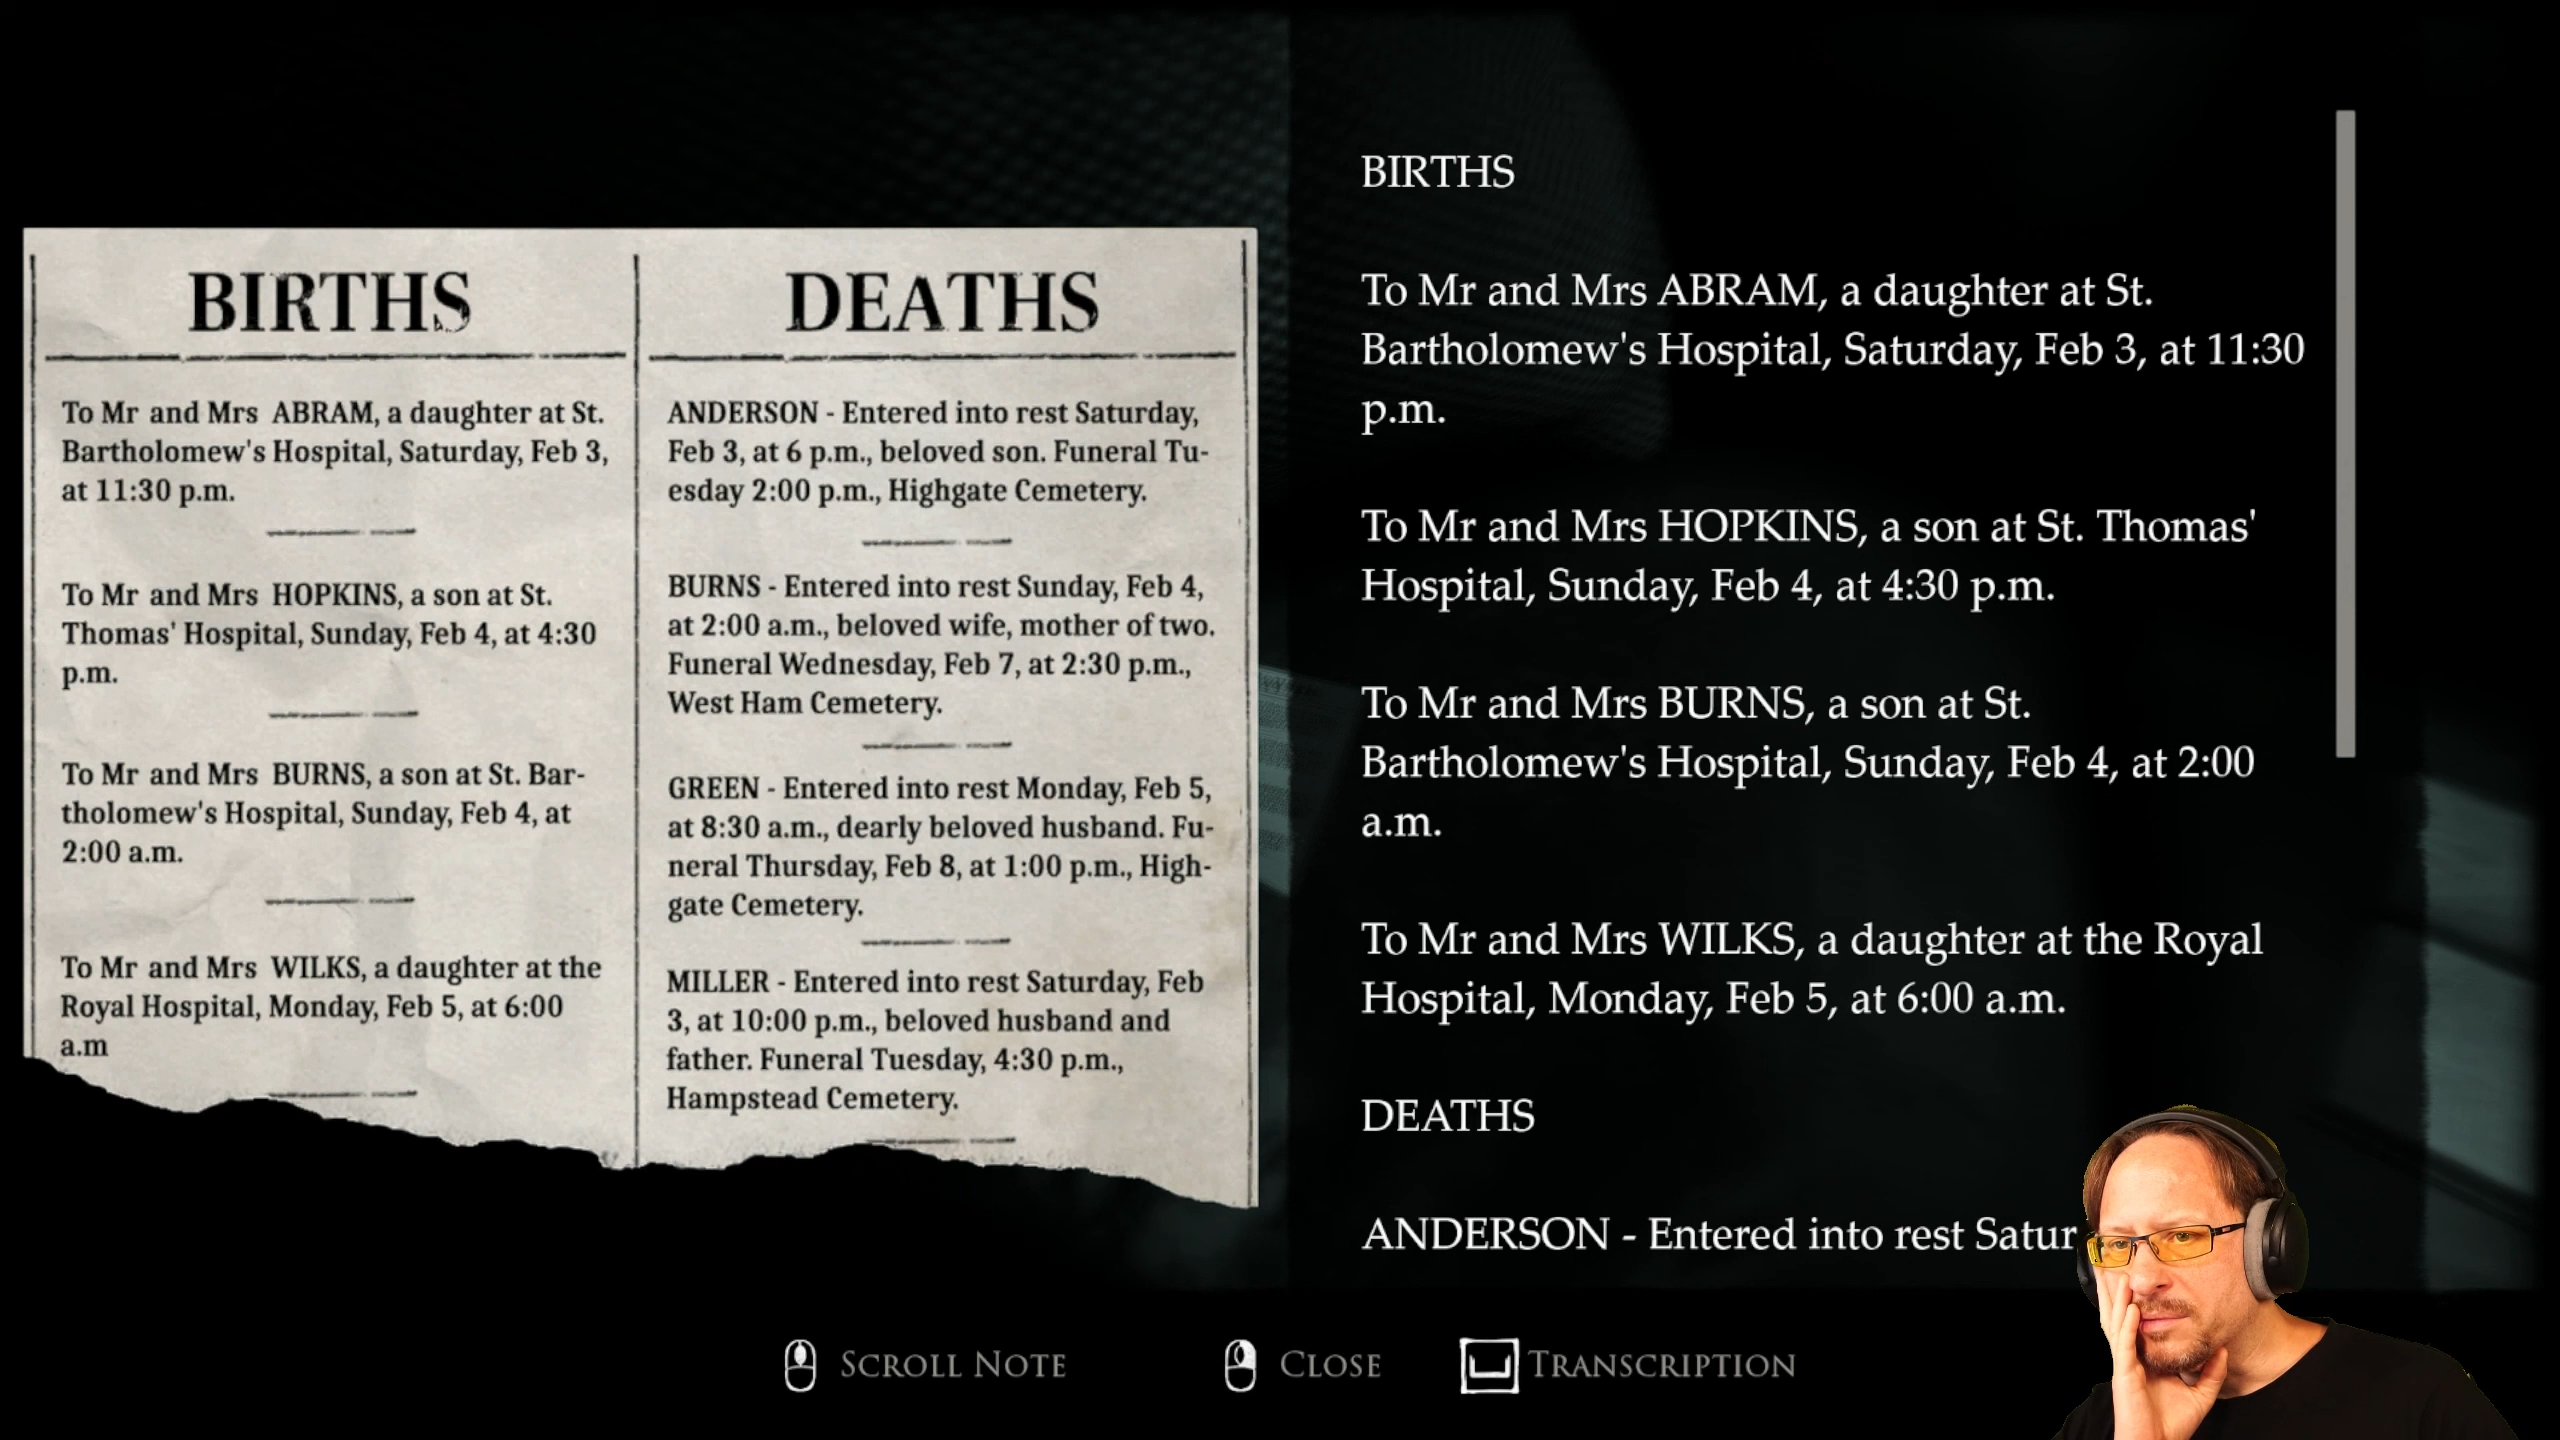 BIRTHS
To Mr and Mrs ABRAM, a daughter at St.
Bartholomew's Hospital, Saturday, Feb 3,
at 11:30 p.m.
To Mr and Mrs HOPKINS, a son at St.
Thomas' Hospital, Sunday, Feb 4, at 4:30
p.m.
To Mr and Mrs BURNS, a son at St. Bar-
tholomew's Hospital, Sunday, Feb 4, at
2:00 a.m.
To Mr and Mrs WILKS, a daughter at the
Royal Hospital, Monday, Feb 5, at 6:00
a.m
DEATHS
ANDERSON - Entered into rest Saturday,
Feb 3, at 6 p.m., beloved son. Funeral Tu-
esday 2:00 p.m., Highgate Cemetery.
BURNS - Entered into rest Sunday, Feb 4,
at 2:00 a.m., beloved wife, mother of two.
Funeral Wednesday, Feb 7, at 2:30 p.m.,
West Ham Cemetery.
GREEN - Entered into rest Monday, Feb 5,
at 8:30 a.m., dearly beloved husband. Fu-
neral Thursday, Feb 8, at 1:00 p.m., High-
gate Cemetery.
MILLER - Entered into rest Saturday, Feb
3, at 10:00 p.m., beloved husband and
father. Funeral Tuesday, 4:30 p.m.,
Hampstead Cemetery.
BIRTHS
To Mr and Mrs ABRAM, a daughter at St.
Bartholomew's Hospital, Saturday, Feb 3, at 11:30
p.m.
To Mr and Mrs HOPKINS, a son at St. Thomas'
Hospital, Sunday, Feb 4, at 4:30 p.m.
To Mr and Mrs BURNS, a son at St.
Bartholomew's Hospital, Sunday, Feb 4, at 2:00
a.m.
To Mr and Mrs WILKS, a daughter at the Royal
Hospital, Monday, Feb 5, at 6:00 a.m.
DEATHS
ANDERSON - Entered into rest Satur
SCROLL NOTE
CLOSE
TRANSCRIPTION